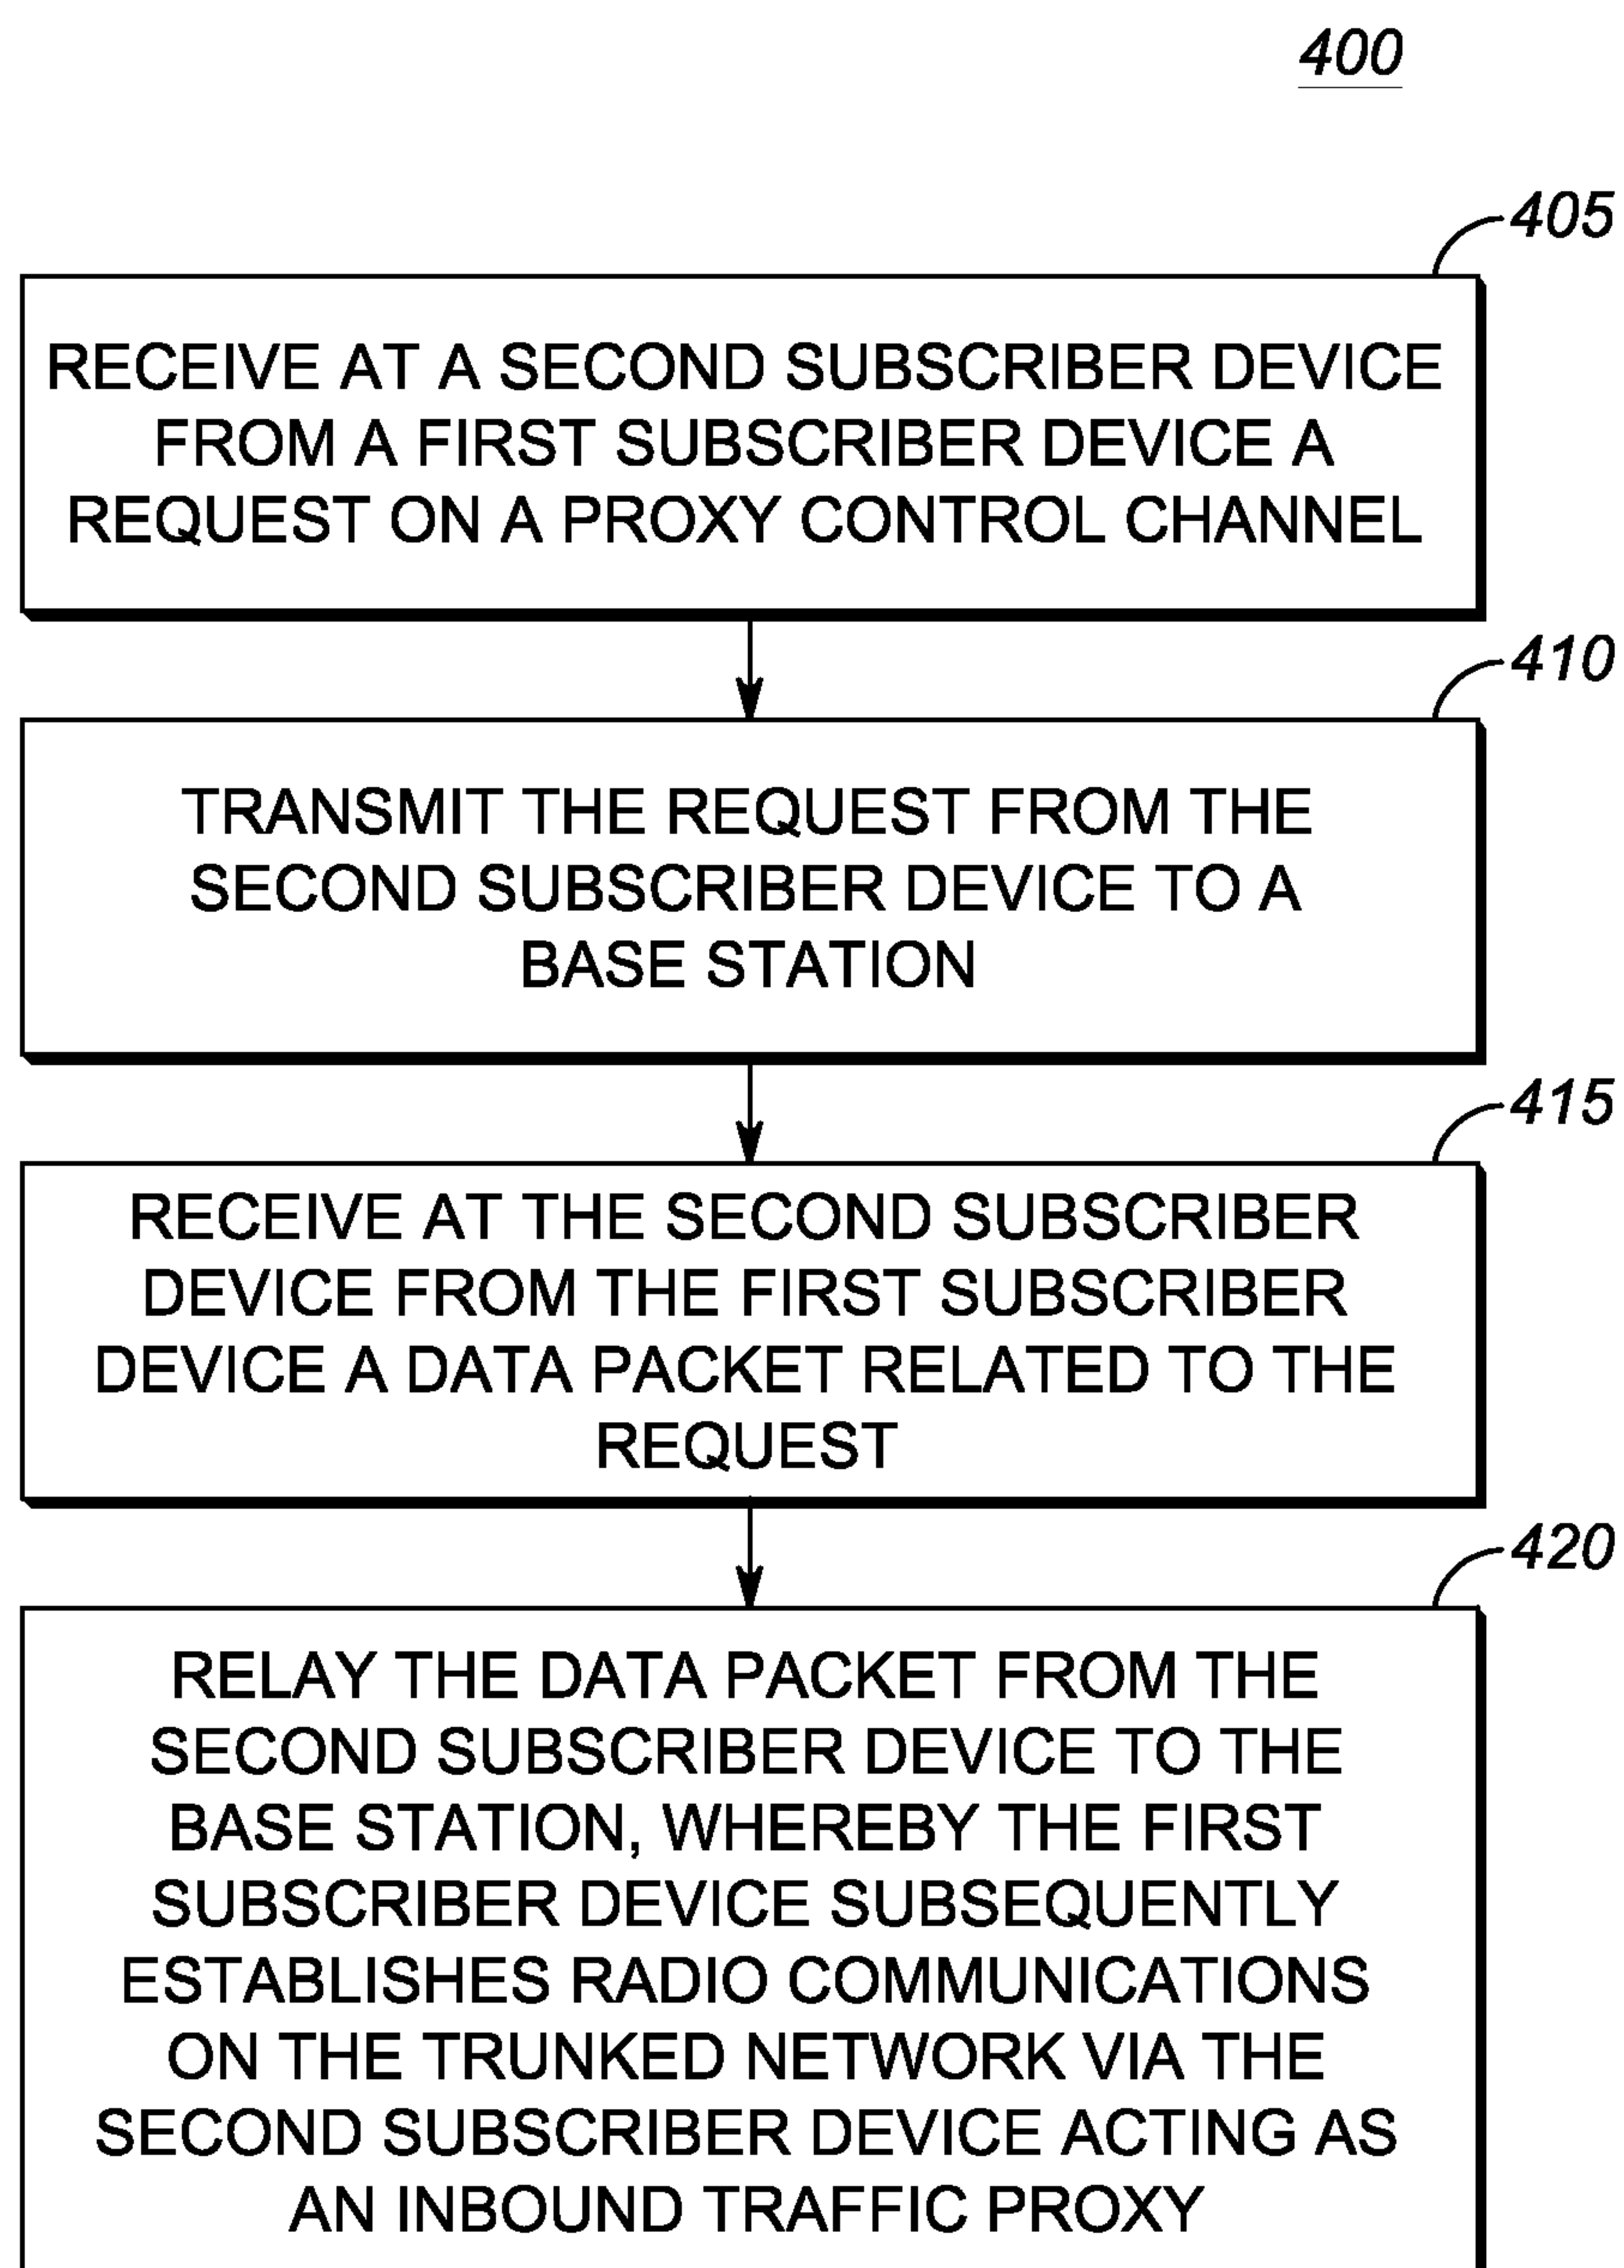 400
405
RECEIVE AT A SECOND SUBSCRIBER DEVICE
FROM A FIRST SUBSCRIBER DEVICE A
REQUEST ON A PROXY CONTROL CHANNEL
410
TRANSMIT THE REQUEST FROM THE
SECOND SUBSCRIBER DEVICE TO A
BASE STATION
415
RECEIVE AT THE SECOND SUBSCRIBER
DEVICE FROM THE FIRST SUBSCRIBER
DEVICE A DATA PACKET RELATED TO THE
REQUEST
420
RELAY THE DATA PACKET FROM THE
SECOND SUBSCRIBER DEVICE TO THE
BASE STATION, WHEREBY THE FIRST
SUBSCRIBER DEVICE SUBSEQUENTLY
ESTABLISHES RADIO COMMUNICATIONS
ON THE TRUNKED NETWORK VIA THE
SECOND SUBSCRIBER DEVICE ACTING AS
AN INBOUND TRAFFIC PROXY